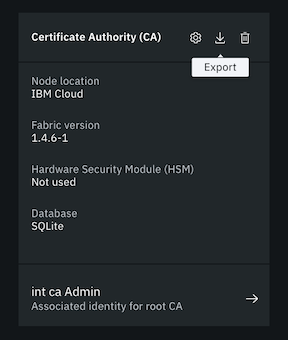 Certificate Authority (CA)
Export
Node location
IBM Cloud
Fabric version
1.4.6-1
Hardware Security Module (HSM)
Not used
Database
SQLite
int ca Admin
Associated identity for root CA